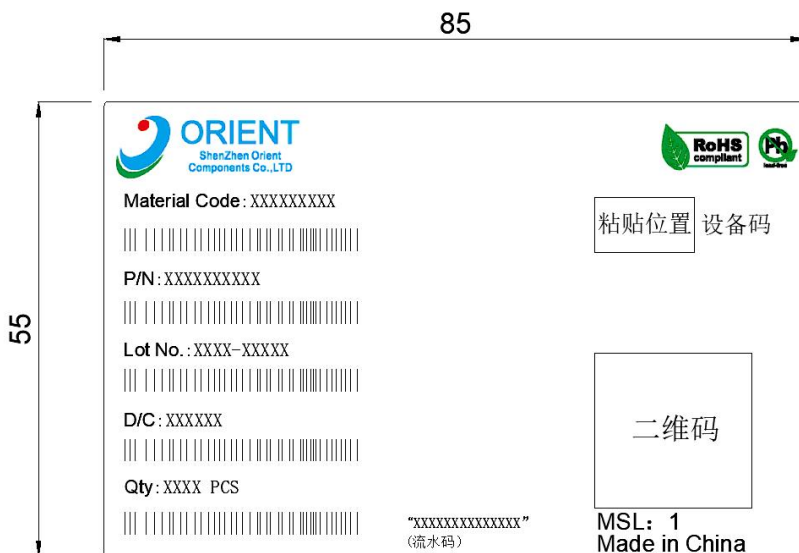 85
ORIENT
ShenZhen Orient
Components Co.,LTD
RoHS
compliant
Pb
lead-free
Material Code:XXXXXXXXX
粘贴位置 设备码
P/N:XXXXXXXXXX
55
Lot No.:XXXX-XXXXX
D/C:XXXXXX
二维码
Qty:XXXX PCS
“XXXXXXXXXXXXXX”
(流水码)
MSL: 1
Made in China